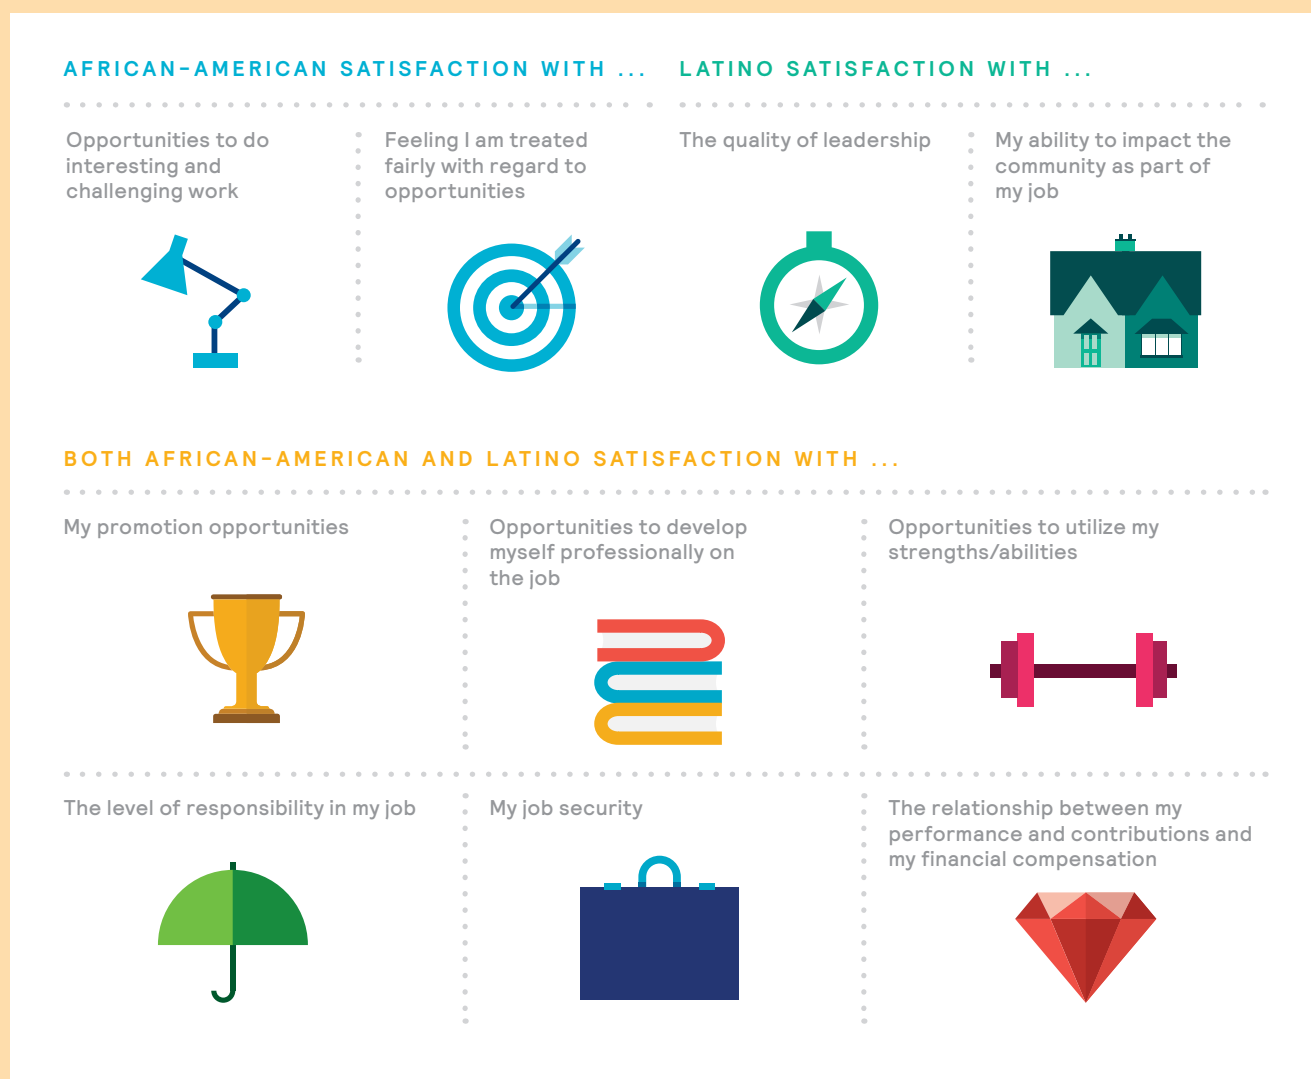 AFRICAN-AMERICAN SATISFACTION WITH ...
Opportunities to do
interesting and
challenging work
Feeling I am treated
fairly with regard to
opportunities
LATINO SATISFACTION WITH ...
The quality of leadership
My ability to impact the
community as part of
my job
BOTH AFRICAN-AMERICAN AND LATINO SATISFACTION WITH ...
My promotion opportunities
Opportunities to develop
myself professionally on
the job
Opportunities to utilize my
strengths/abilities
The level of responsibility in my job
My job security
The relationship between my
performance and contributions and
my financial compensation